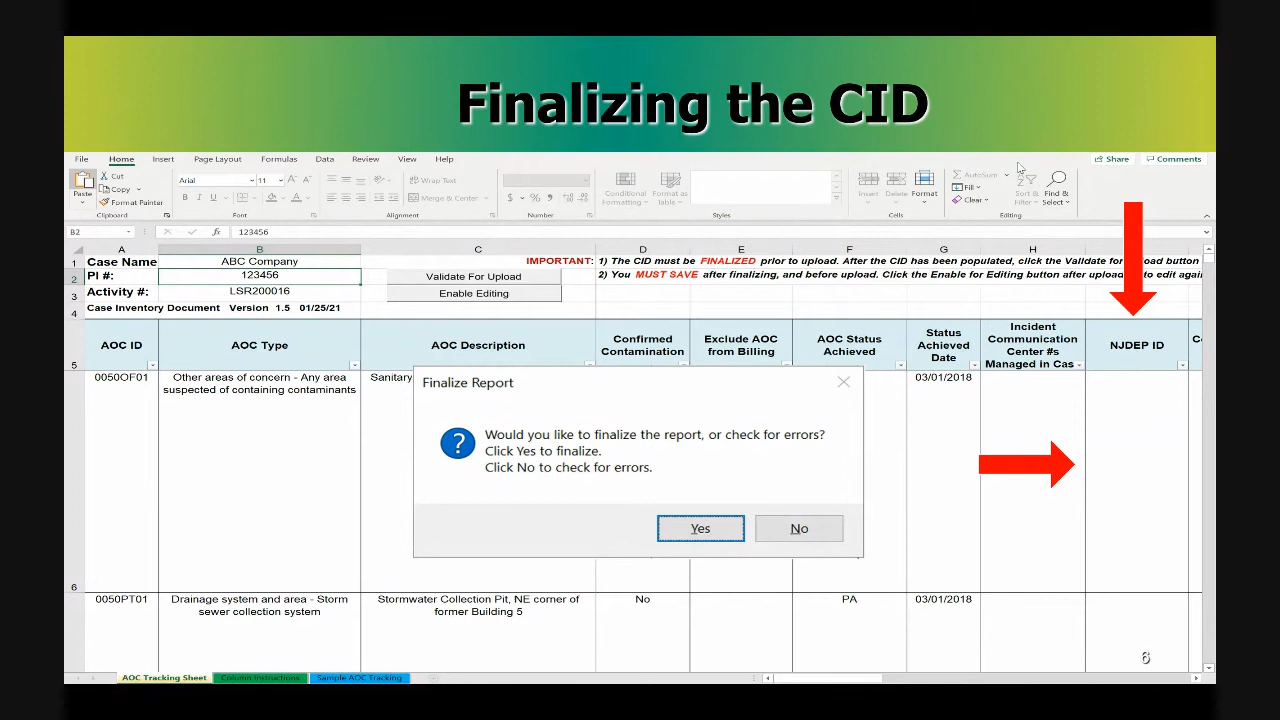 Finalizing the CID
File Home Insert Page Layout Formulas Data Review View Help
Share Comments
Paste
Cut
Copy
Format Painter
Clipboard
Arial 11
B I U
Font
Wrap Text
Merge & Center
Alignment
$ % ,
Number
Conditional Formatting
Format as Table
Styles
Insert Delete Format
Cells
AutoSum
Fill
Clear
Sort & Filter
Find & Select
Editing
B2 fx 123456
A B C D E F G H I
1 Case Name ABC Company IMPORTANT: 1) The CID must be FINALIZED prior to upload. After the CID has been populated, click the Validate for
2 PI #: 123456 Validate For Upload 2) You MUST SAVE after finalizing, and before upload. Click the Enable for Editing button after upload
3 Activity #: LSR200016 Enable Editing
4 Case Inventory Document Version 1.5 01/25/21
5 AOC ID
AOC Type
AOC Description
Confirmed Contamination
Exclude AOC from Billing
AOC Status Achieved
Status Achieved Date
Incident Communication Center #s Managed in Cas
NJDEP ID
0050OF01
Other areas of concern - Any area
suspected of containing contaminants
Sanitary
03/01/2018
Finalize Report
Would you like to finalize the report, or check for errors?
Click Yes to finalize.
Click No to check for errors.
Yes No
6
0050PT01
Drainage system and area - Storm
sewer collection system
Stormwater Collection Pit, NE corner of
former Building 5
No
PA
03/01/2018
6
AOC Tracking Sheet Column Instructions Sample AOC Tracking